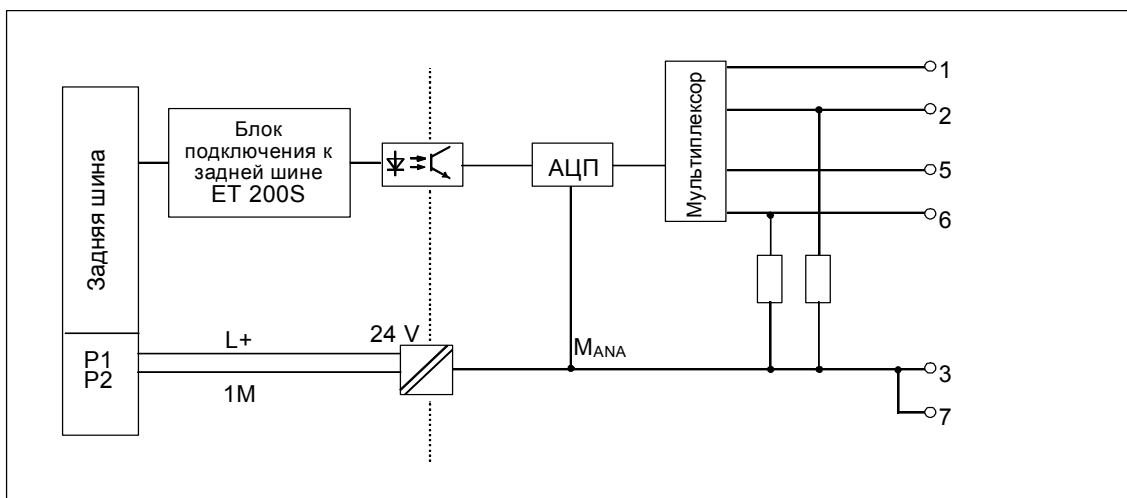 Задняя шина
P1
P2
Блок
подключения к
задней шине
ET 200S
L+
1M
24 V
АЦП
Мультиплексор
MANA
1
2
5
6
3
7